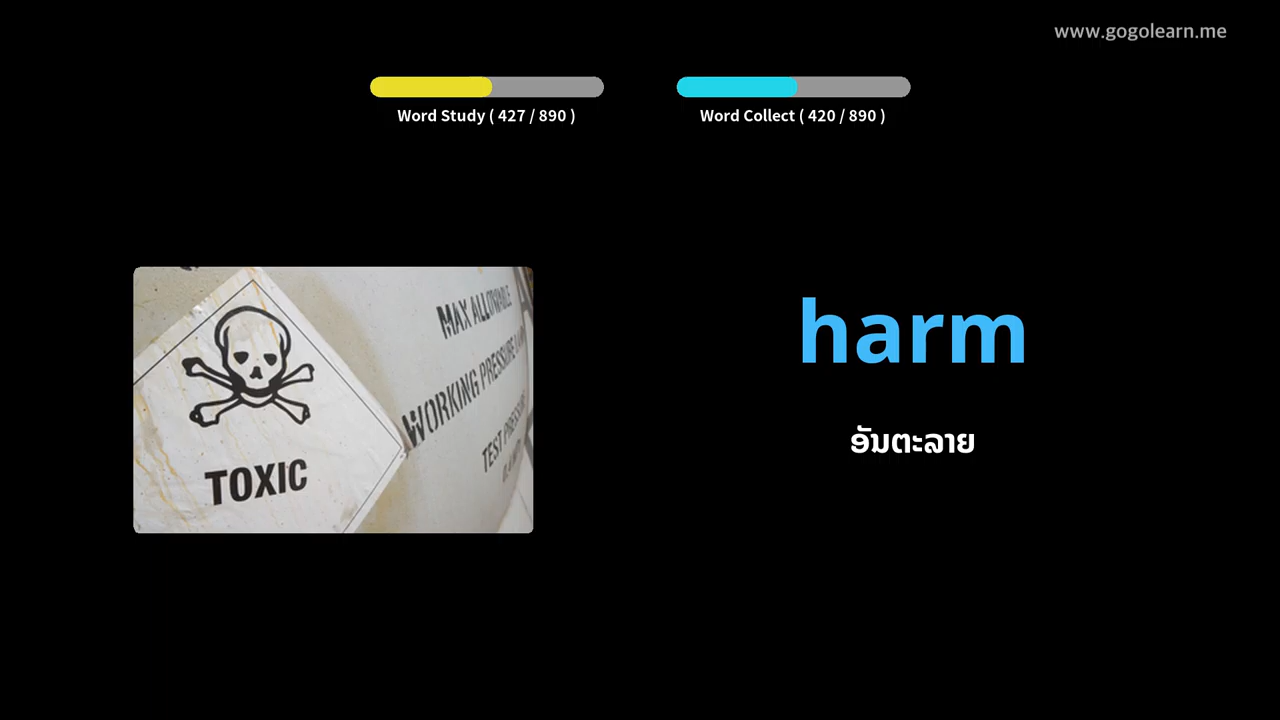 www.gogolearn.me
Word Study ( 427 / 890 )
Word Collect ( 420 / 890 )
MAX ALLOWABLE
WORKING PRESSURE
TEST
TOXIC
harm
ອັນຕະລາຍ